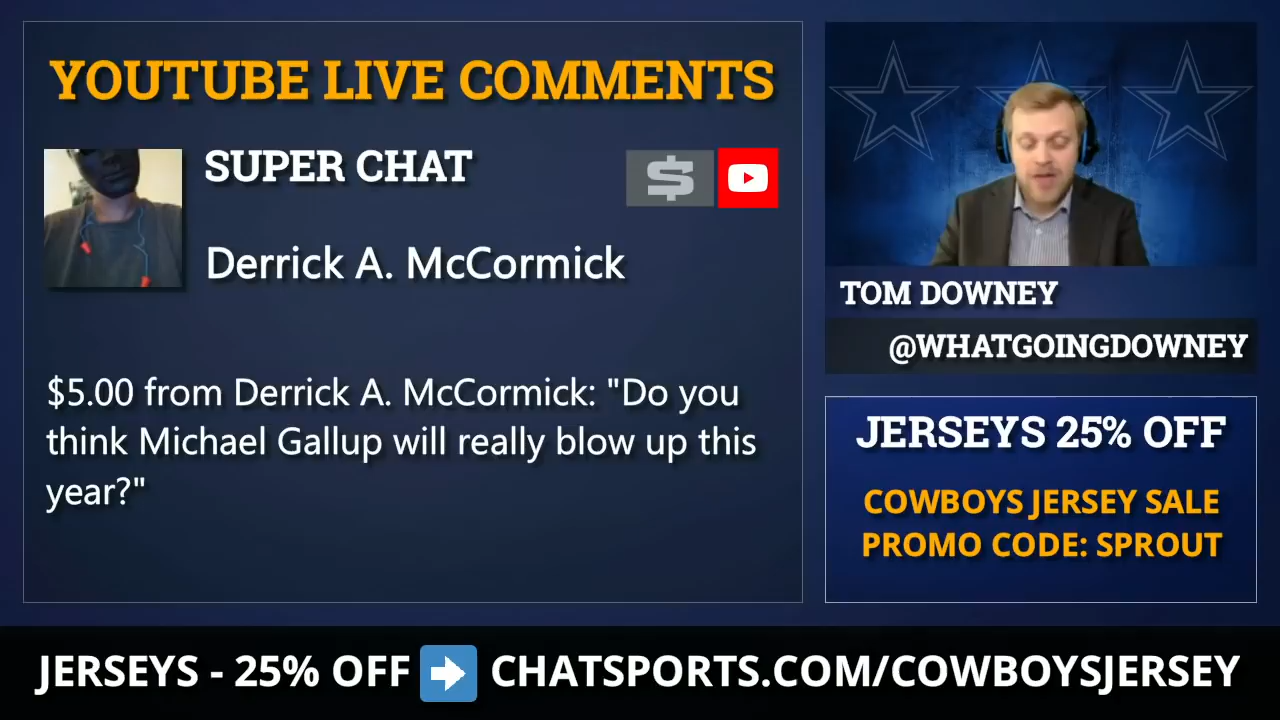 YOUTUBE LIVE COMMENTS
SUPER CHAT
$
Derrick A. McCormick
$5.00 from Derrick A. McCormick: "Do you
think Michael Gallup will really blow up this
year?"
TOM DOWNEY
@WHATGOINGDOWNEY
JERSEYS 25% OFF
COWBOYS JERSEY SALE
PROMO CODE: SPROUT
JERSEYS - 25% OFF ➡ CHATSPORTS.COM/COWBOYSJERSEY